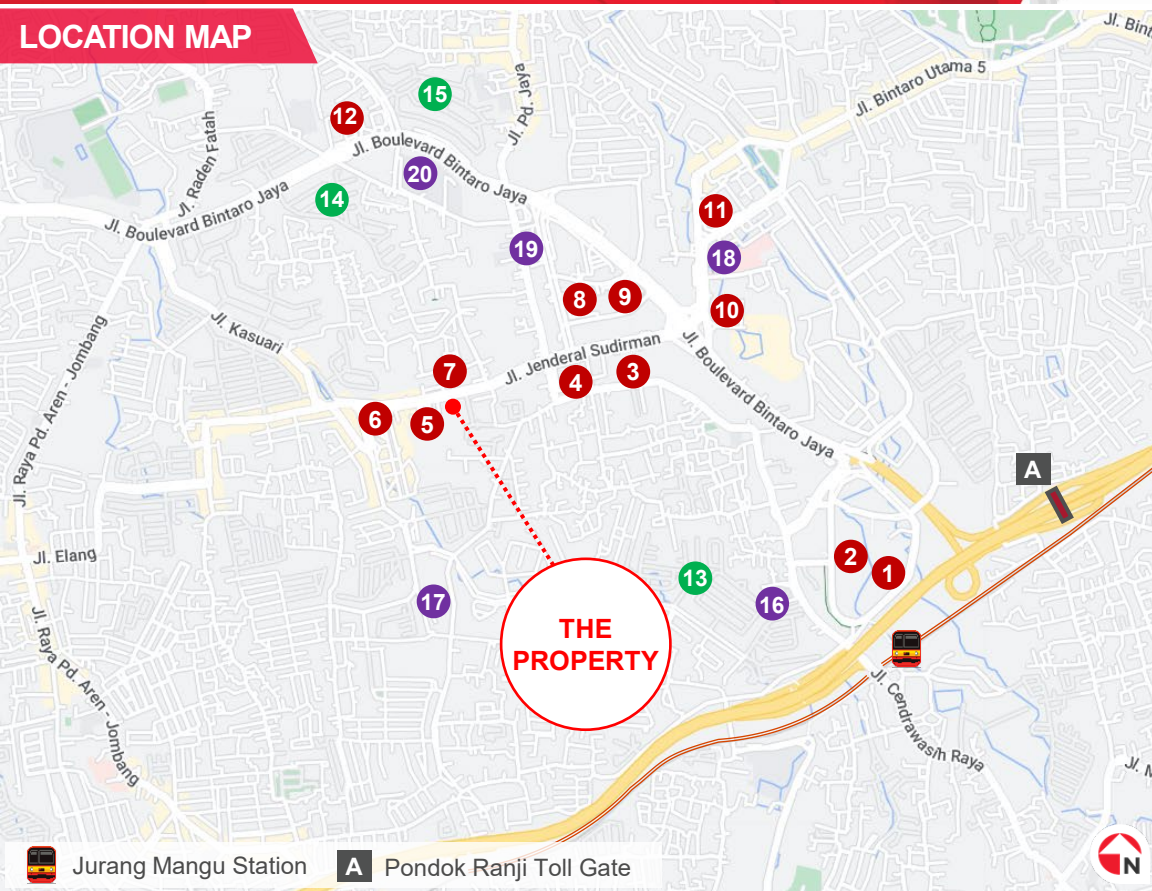 LOCATION MAP
Jl. Bint
Jl. Bintaro Utama 5
15
Jl. Pd. Jaya
12
Jl. Raden Fatah
Jl. Boulevard Bintaro Jaya
20
14
Jl. Boulevard Bintaro Jaya
11
19
18
8
9
10
Jl. Kasuari
Jl. Jenderal Sudirman
Jl. Boulevard Bintaro Jaya
7
4
3
6
5
Jl. Raya Pd. Aren - Jombang
A
Jl. Elang
2
1
13
16
17
THE
PROPERTY
Jl. Raya Pd. Aren - Jombang
Jl. Cendrawasih Raya
Jl. M
Jurang Mangu Station
A Pondok Ranji Toll Gate
N